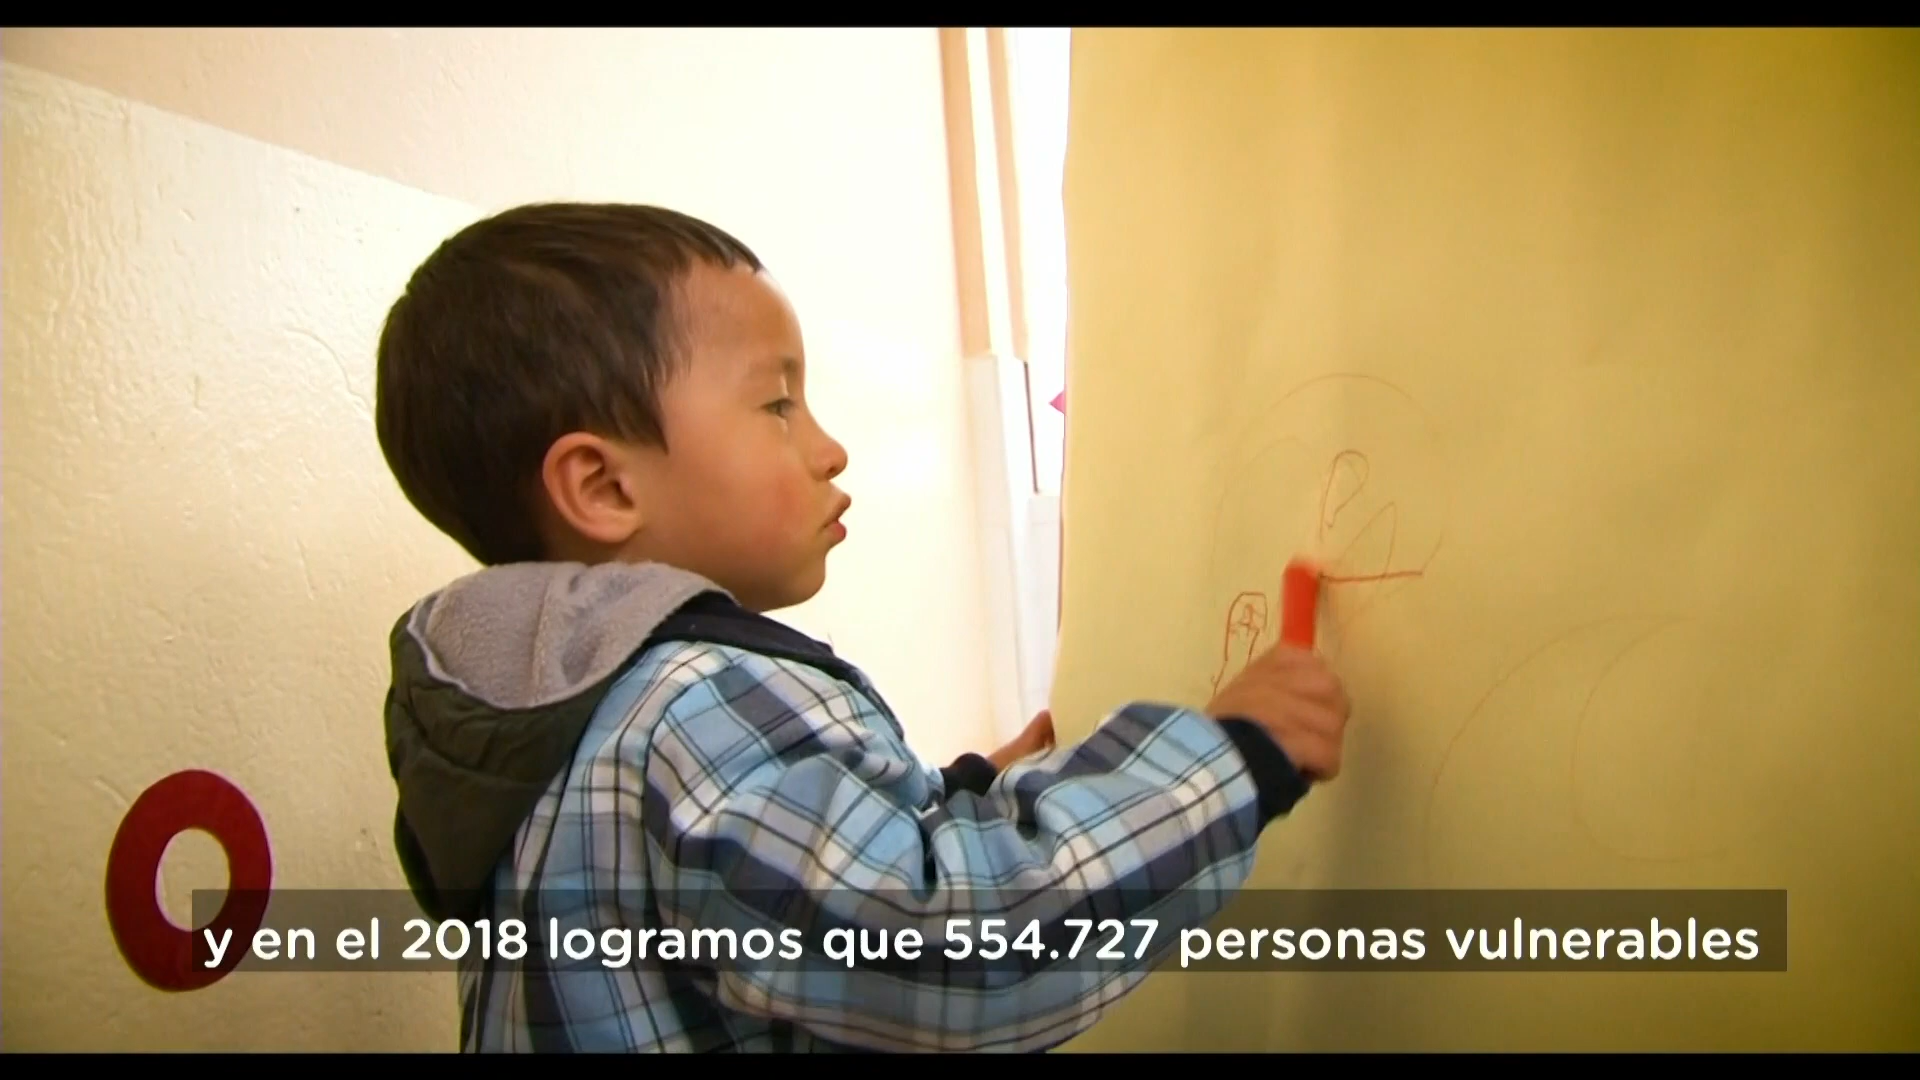 y en el 2018 logramos que 554.727 personas vulnerables